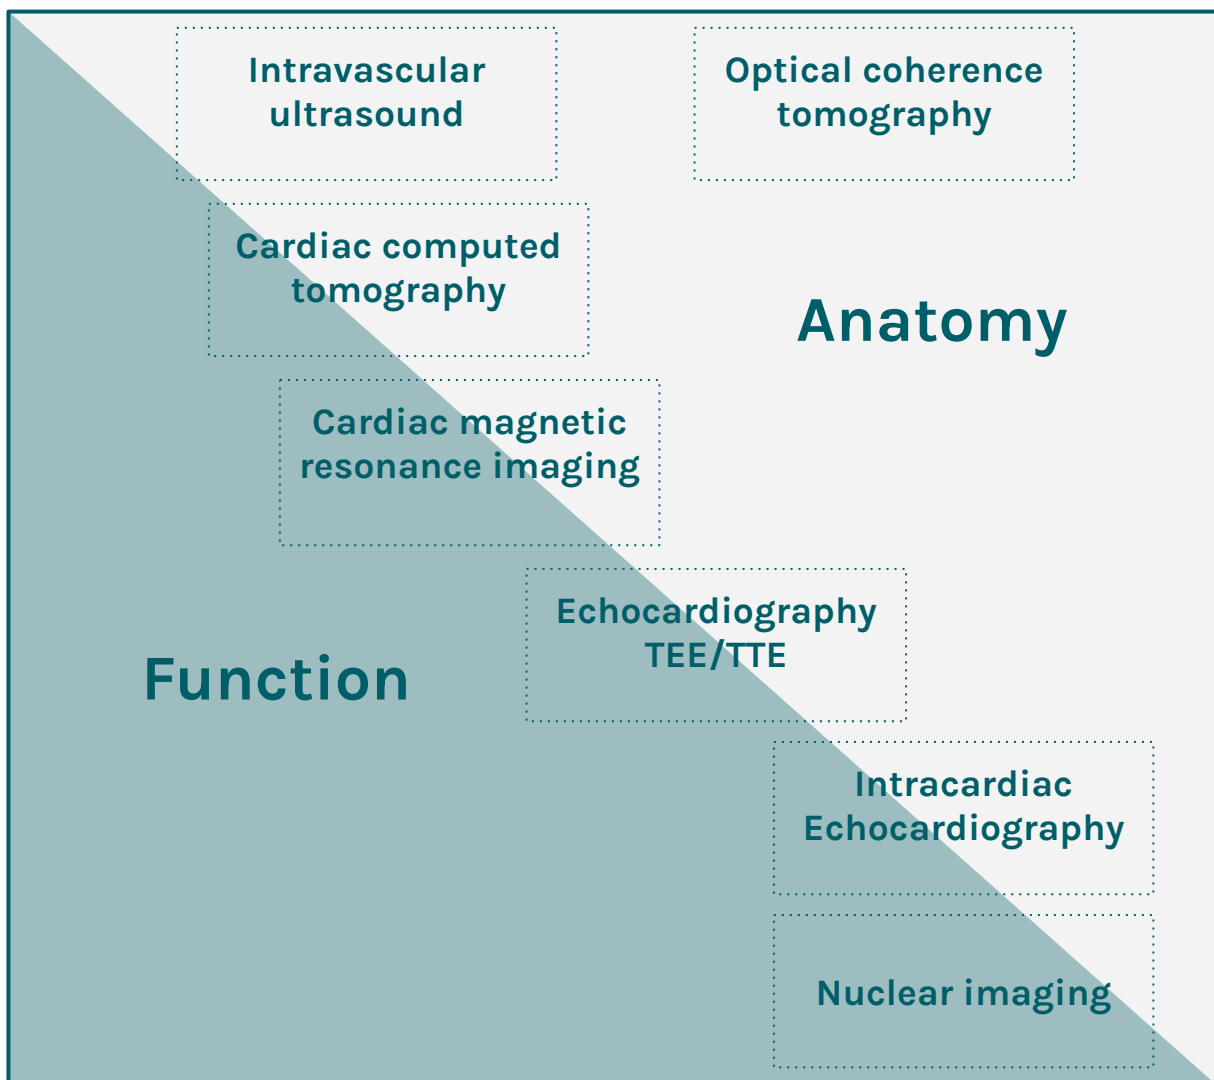 Intravascular
ultrasound
Optical coherence
tomography
Cardiac computed
tomography
Anatomy
Cardiac magnetic
resonance imaging
Echocardiography
TEE/TTE
Function
Intracardiac
Echocardiography
Nuclear imaging